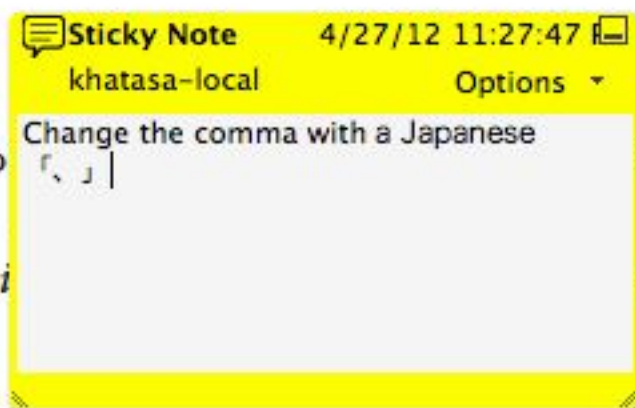 Sticky Note 4/27/12 11:27:47
khatasa-local Options
Change the comma with a Japanese
「、」